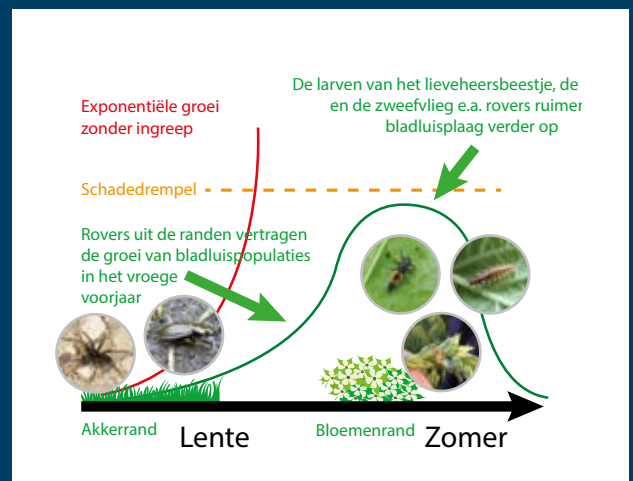 De larven van het lieveheersbeestje, de
en de zweefvlieg e.a. rovers
bladluisplaag verder op
Exponentiële groei
zonder ingreep
Schadedrempel
Rovers uit de randen vertragen
de groei van bladluispopulaties
in het vroege
voorjaar
Akkerrand
Lente
Bloemenrand
Zomer